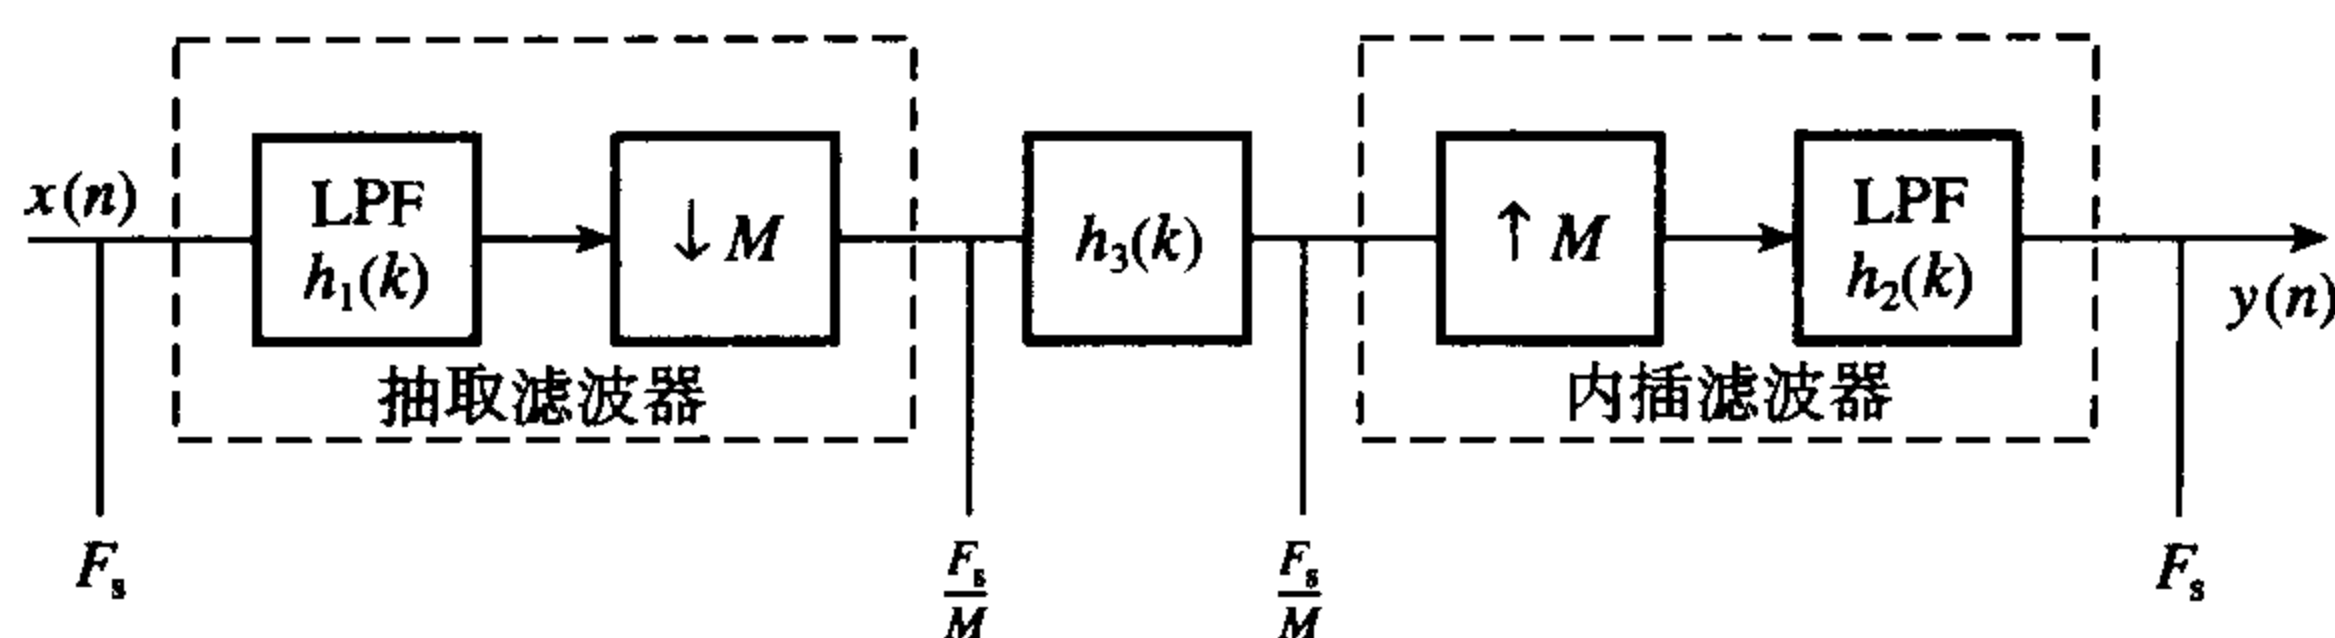 x(n)
LPF
h₁(k)
↓M
抽取滤波器
h₃(k)
↑M
LPF
h₂(k)
内插滤波器
y(n)
Fₛ
Fₛ/M
Fₛ/M
Fₛ